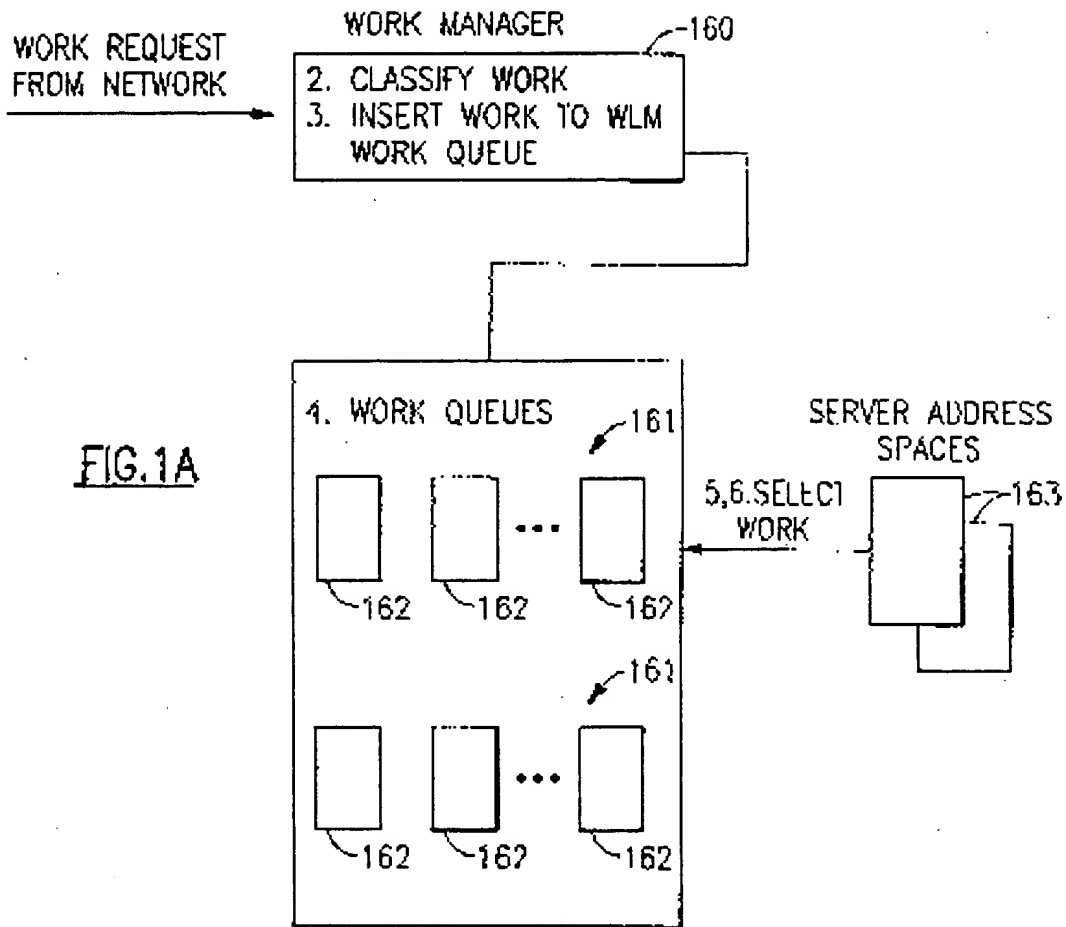 WORK MANAGER
160
WORK REQUEST
FROM NETWORK
2. CLASSIFY WORK
3. INSERT WORK TO WLM
WORK QUEUE
4. WORK QUEUES
161
SERVER ADDRESS
SPACES
FIG.1A
5,6.SELECT
WORK
163
162
162
162
161
162
162
162